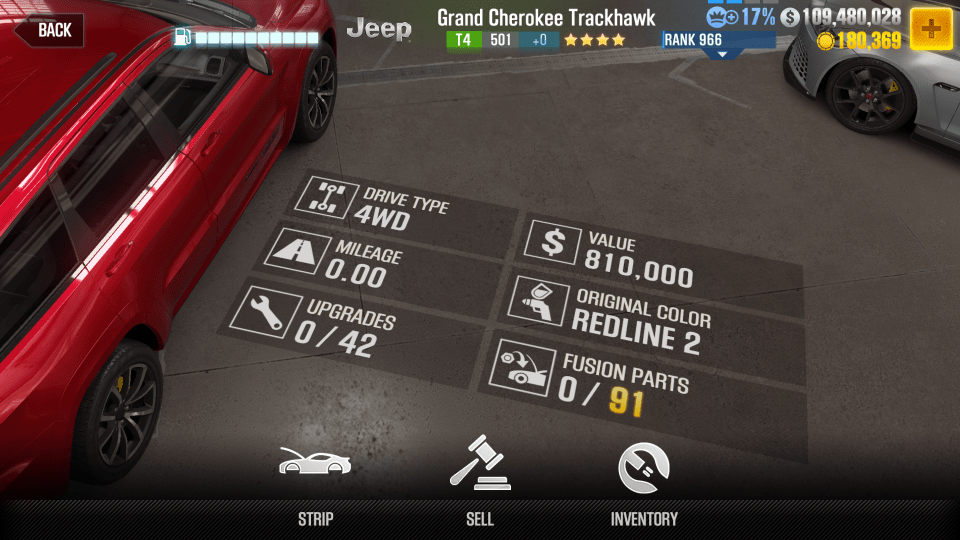 BACK
Jeep
Grand Cherokee Trackhawk
T4 501 +0
17%
RANK 966
$ 109,480,028
180,369
DRIVE TYPE
4WD
MILEAGE
0.00
UPGRADES
0 / 42
$ VALUE
810,000
ORIGINAL COLOR
REDLINE 2
FUSION PARTS
0 / 91
STRIP
SELL
INVENTORY